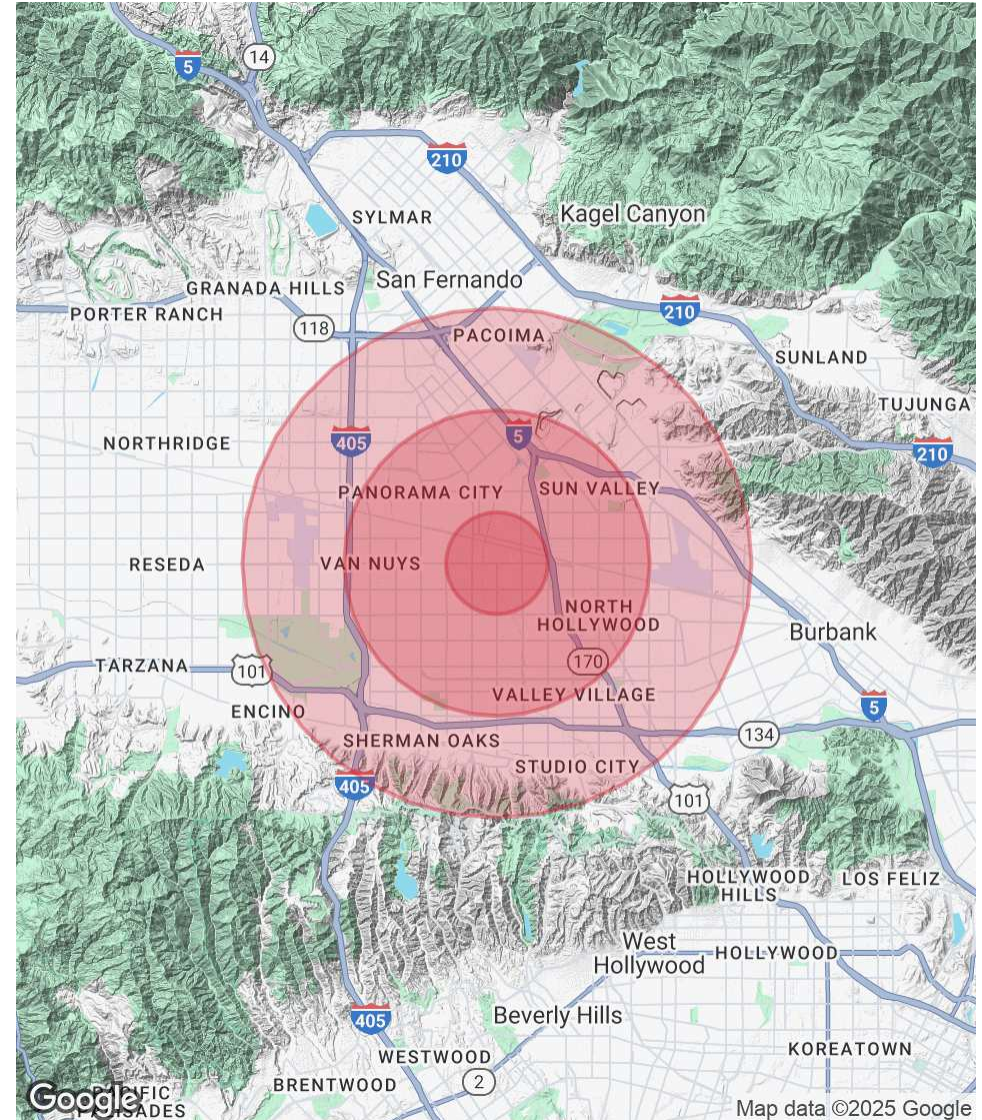 14
5
210
SYLMAR
Kagel Canyon
San Fernando
GRANADA HILLS
PORTER RANCH
210
118
PACOIMA
SUNLAND
TUJUNGA
NORTHRIDGE
405
5
210
PANORAMA CITY
SUN VALLEY
RESEDA
VAN NUYS
NORTH
HOLLYWOOD
Burbank
TARZANA
101
170
VALLEY VILLAGE
ENCINO
5
134
SHERMAN OAKS
STUDIO CITY
405
101
HOLLYWOOD
HILLS
LOS FELIZ
West
Hollywood
HOLLYWOOD
Beverly Hills
405
KOREATOWN
WESTWOOD
2
BRENTWOOD
PACIFIC
PALISADES
Google
Map data ©2025 Google